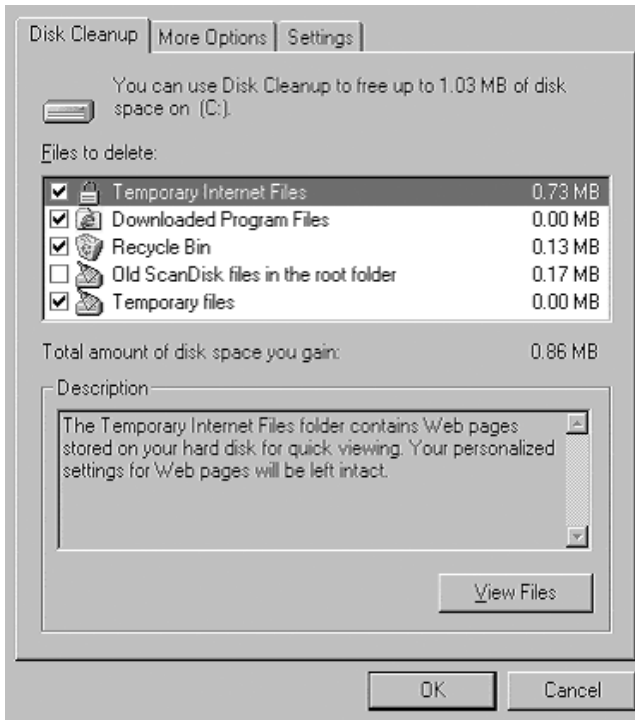 Disk Cleanup More Options Settings
You can use Disk Cleanup to free up to 1.03 MB of disk
space on (C:).
Files to delete:
Temporary Internet Files 0.73 MB
Downloaded Program Files 0.00 MB
Recycle Bin 0.13 MB
Old ScanDisk files in the root folder 0.17 MB
Temporary files 0.00 MB
Total amount of disk space you gain: 0.86 MB
Description
The Temporary Internet Files folder contains Web pages
stored on your hard disk for quick viewing. Your personalized
settings for Web pages will be left intact.
View Files
OK Cancel